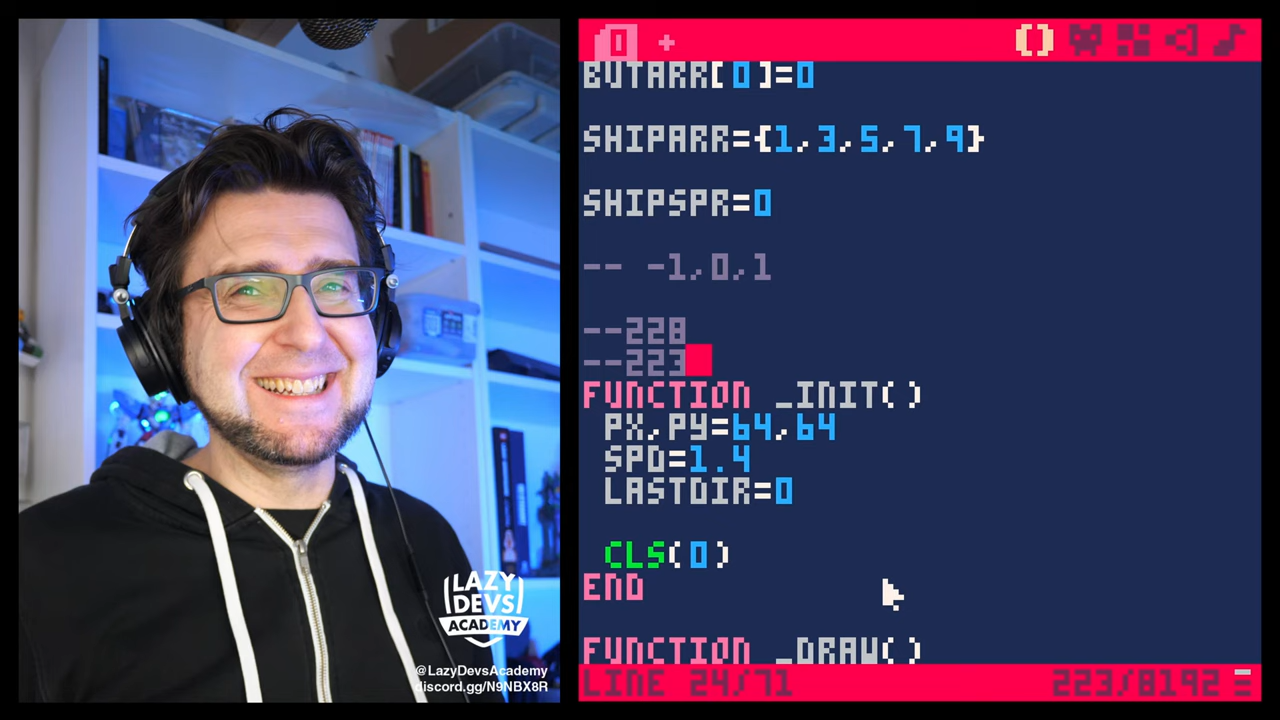 LAZY
DEVS
ACADEMY
@LazyDevsAcademy
discord.gg/N9NBX8R
0 +
BUTARR[0]=0
SHIPARR={1,3,5,7,9}
SHIPSPR=0
-- -1,0,1
--228
--223
FUNCTION _INIT()
PX,PY=64,64
SPD=1.4
LASTDIR=0
CLS(0)
END
FUNCTION _DRAW()
LINE 24/71
223/8192